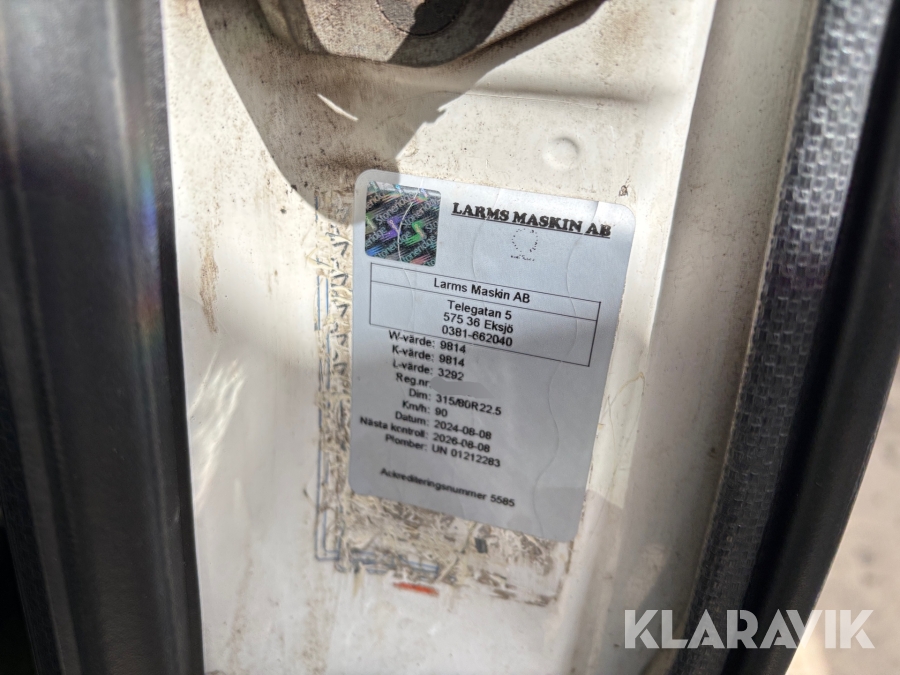 LARMS MASKIN AB
Larms Maskin AB
Telegatan 5
575 36 Eksjö
0381-662040
W-värde: 9814
K-värde: 9814
L-värde: 3292
Reg.nr:
Dim: 315/80R22.5
Km/h: 90
Datum: 2024-08-08
Nästa kontroll: 2026-08-08
Plomber: UN 01212283
Ackrediteringsnummer 5585
KLARAVIK